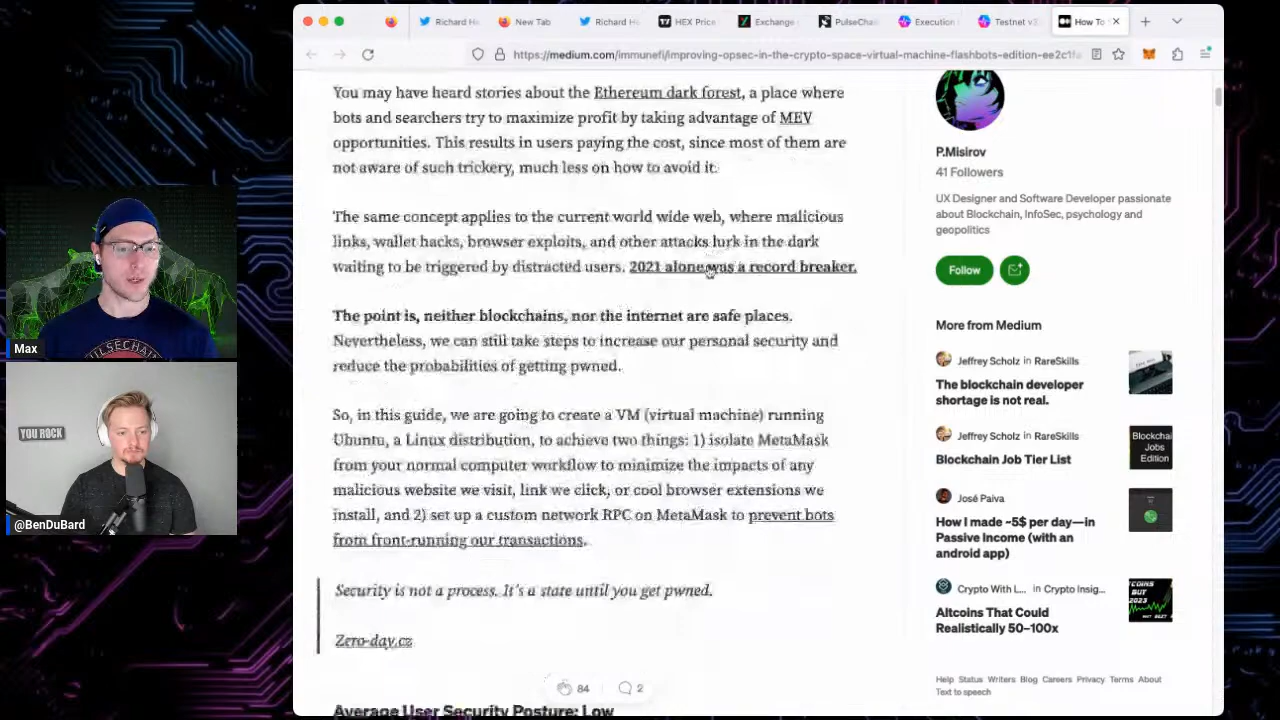 Richard He
New Tab
Richard He
HEX Price
Exchange
PulseChai
Execution
Testnet v3
How To
https://medium.com/immunefi/improving-opsec-in-the-crypto-space-virtual-machine-flashbots-edition-ee2c1fa
You may have heard stories about the Ethereum dark forest, a place where
bots and searchers try to maximize profit by taking advantage of MEV
opportunities. This results in users paying the cost, since most of them are
not aware of such trickery, much less on how to avoid it.
The same concept applies to the current world wide web, where malicious
links, wallet hacks, browser exploits, and other attacks lurk in the dark
waiting to be triggered by distracted users. 2021 alone was a record breaker.
The point is, neither blockchains, nor the internet are safe places.
Nevertheless, we can still take steps to increase our personal security and
reduce the probabilities of getting pwned.
So, in this guide, we are going to create a VM (virtual machine) running
Ubuntu, a Linux distribution, to achieve two things: 1) isolate MetaMask
from your normal computer workflow to minimize the impacts of any
malicious website we visit, link we click, or cool browser extensions we
install, and 2) set up a custom network RPC on MetaMask to prevent bots
from front-running our transactions.
Security is not a process. It's a state until you get pwned.
Zero-day.cz
84
2
Average User Security Posture: Low
P.Misirov
41 Followers
UX Designer and Software Developer passionate
about Blockchain, InfoSec, psychology and
geopolitics
Follow
More from Medium
Jeffrey Scholz in RareSkills
The blockchain developer
shortage is not real.
Jeffrey Scholz in RareSkills
Blockchain Job Tier List
Blockchai
Jobs
Edition
José Paiva
How I made ~5$ per day—in
Passive Income (with an
android app)
Crypto With L... in Crypto Insig...
Altcoins That Could
Realistically 50–100x
Help Status Writers Blog Careers Privacy Terms About
Text to speech
Max
YOU ROCK
@BenDuBard